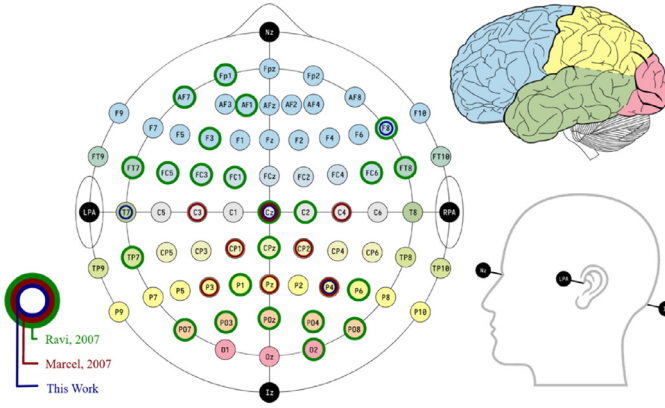 Nz
Fp1 Fpz Fp2
AF7 AF3 AF1 AFz AF2 AF4 AF8
F9 F7 F5 F3 F1 Fz F2 F4 F6 F8 F10
FT9 FT7 FC5 FC3 FC1 FCz FC2 FC4 FC6 FT8 FT10
LPA T7 C5 C3 C1 Cz C2 C4 C6 T8 RPA
TP9 TP7 CP5 CP3 CP1 CPz CP2 CP4 CP6 TP8 TP10
P9 P7 P5 P3 P1 Pz P2 P4 P6 P8 P10
PO7 PO3 POz PO4 PO8
O1 Oz O2
Iz
Ravi, 2007
Marcel, 2007
This Work
Nz
LPA